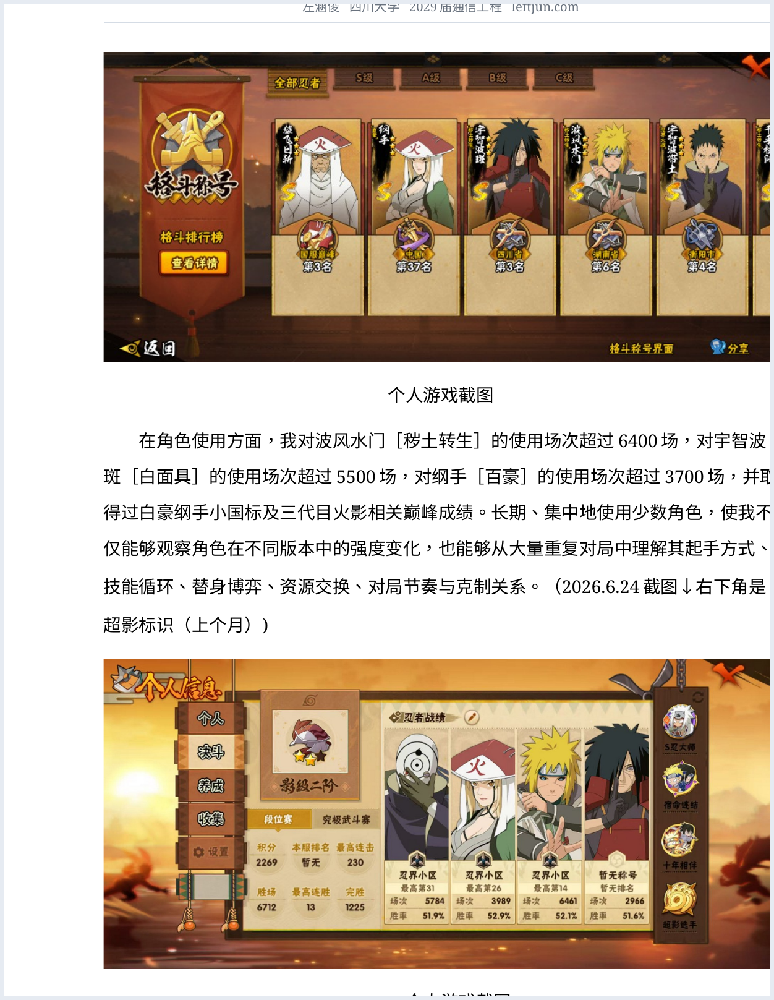 左涵俊 四川大学 2029 届通信工程 leftjun.com
全部忍者 S级 A级 B级 C级
猿飞日斩 纲手 宇智波斑 波风水门 宇智波带土
格斗称号
国服巅峰 中国 四川省 湖南省 衡阳市
第3名 第37名 第3名 第6名 第4名
格斗排行榜
查看详情
返回 格斗称号界面 分享
个人游戏截图
在角色使用方面，我对波风水门［秽土转生］的使用场次超过 6400 场，对宇智波
斑［白面具］的使用场次超过 5500 场，对纲手［百豪］的使用场次超过 3700 场，并取
得过白豪纲手小国标及三代目火影相关巅峰成绩。长期、集中地使用少数角色，使我不
仅能够观察角色在不同版本中的强度变化，也能够从大量重复对局中理解其起手方式、
技能循环、替身博弈、资源交换、对局节奏与克制关系。（2026.6.24 截图↓右下角是
超影标识（上个月）)
个人信息
个人
决斗
养成
收集
设置
影级二阶
段位赛 究极武斗赛
积分 本服排名 最高连击
2269 暂无 230
胜场 最高连胜 完胜
6712 13 1225
忍者战绩
忍界小区 忍界小区 忍界小区 暂无称号
最高第31 最高第26 最高第14 暂无排名
场次 5784 场次 3989 场次 6461 场次 2966
胜率 51.9% 胜率 52.9% 胜率 52.1% 胜率 51.6%
S忍大师
宿命连结
十年相伴
超影选手
个人游戏截图